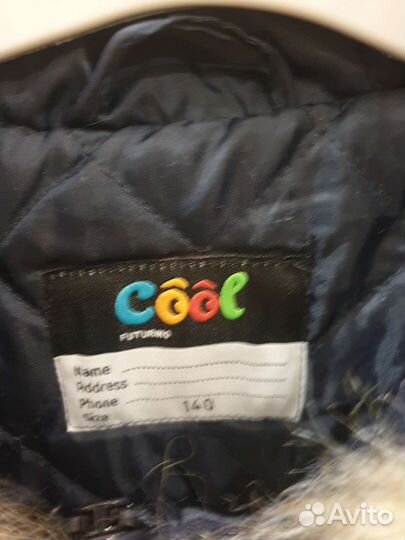 côôl
FUTURINO
Name
Address
Phone
Size 140
Avito